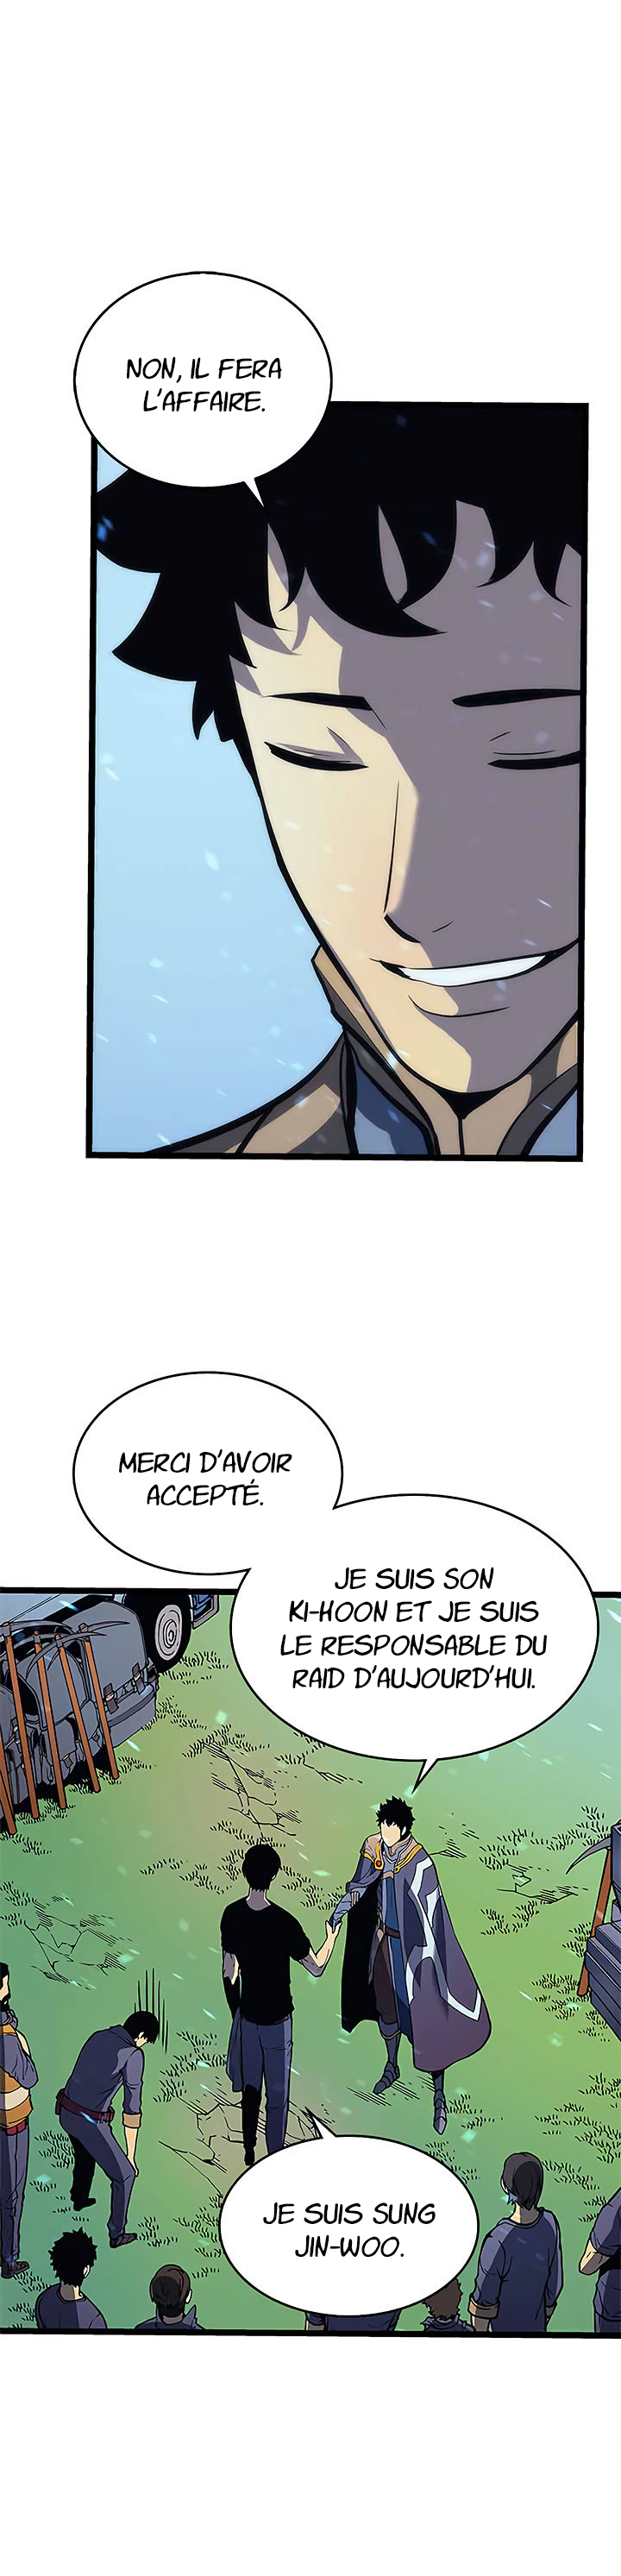 NON, IL FERA
L'AFFAIRE.
MERCI D'AVOIR
ACCEPTÉ.
JE SUIS SON
KI-HOON ET JE SUIS
LE RESPONSABLE DU
RAID D'AUJOURD'HUI.
JE SUIS SUNG
JIN-WOO.